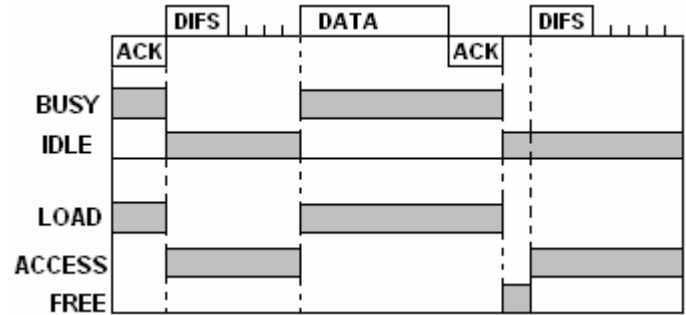 DIFS DATA DIFS
ACK ACK
BUSY
IDLE
LOAD
ACCESS
FREE